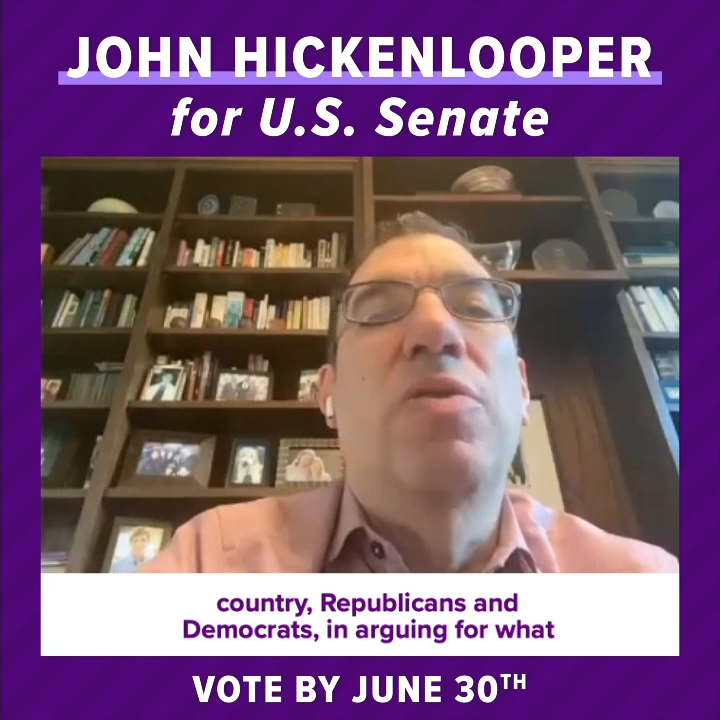 JOHN HICKENLOOPER
for U.S. Senate
country, Republicans and
Democrats, in arguing for what
VOTE BY JUNE 30TH